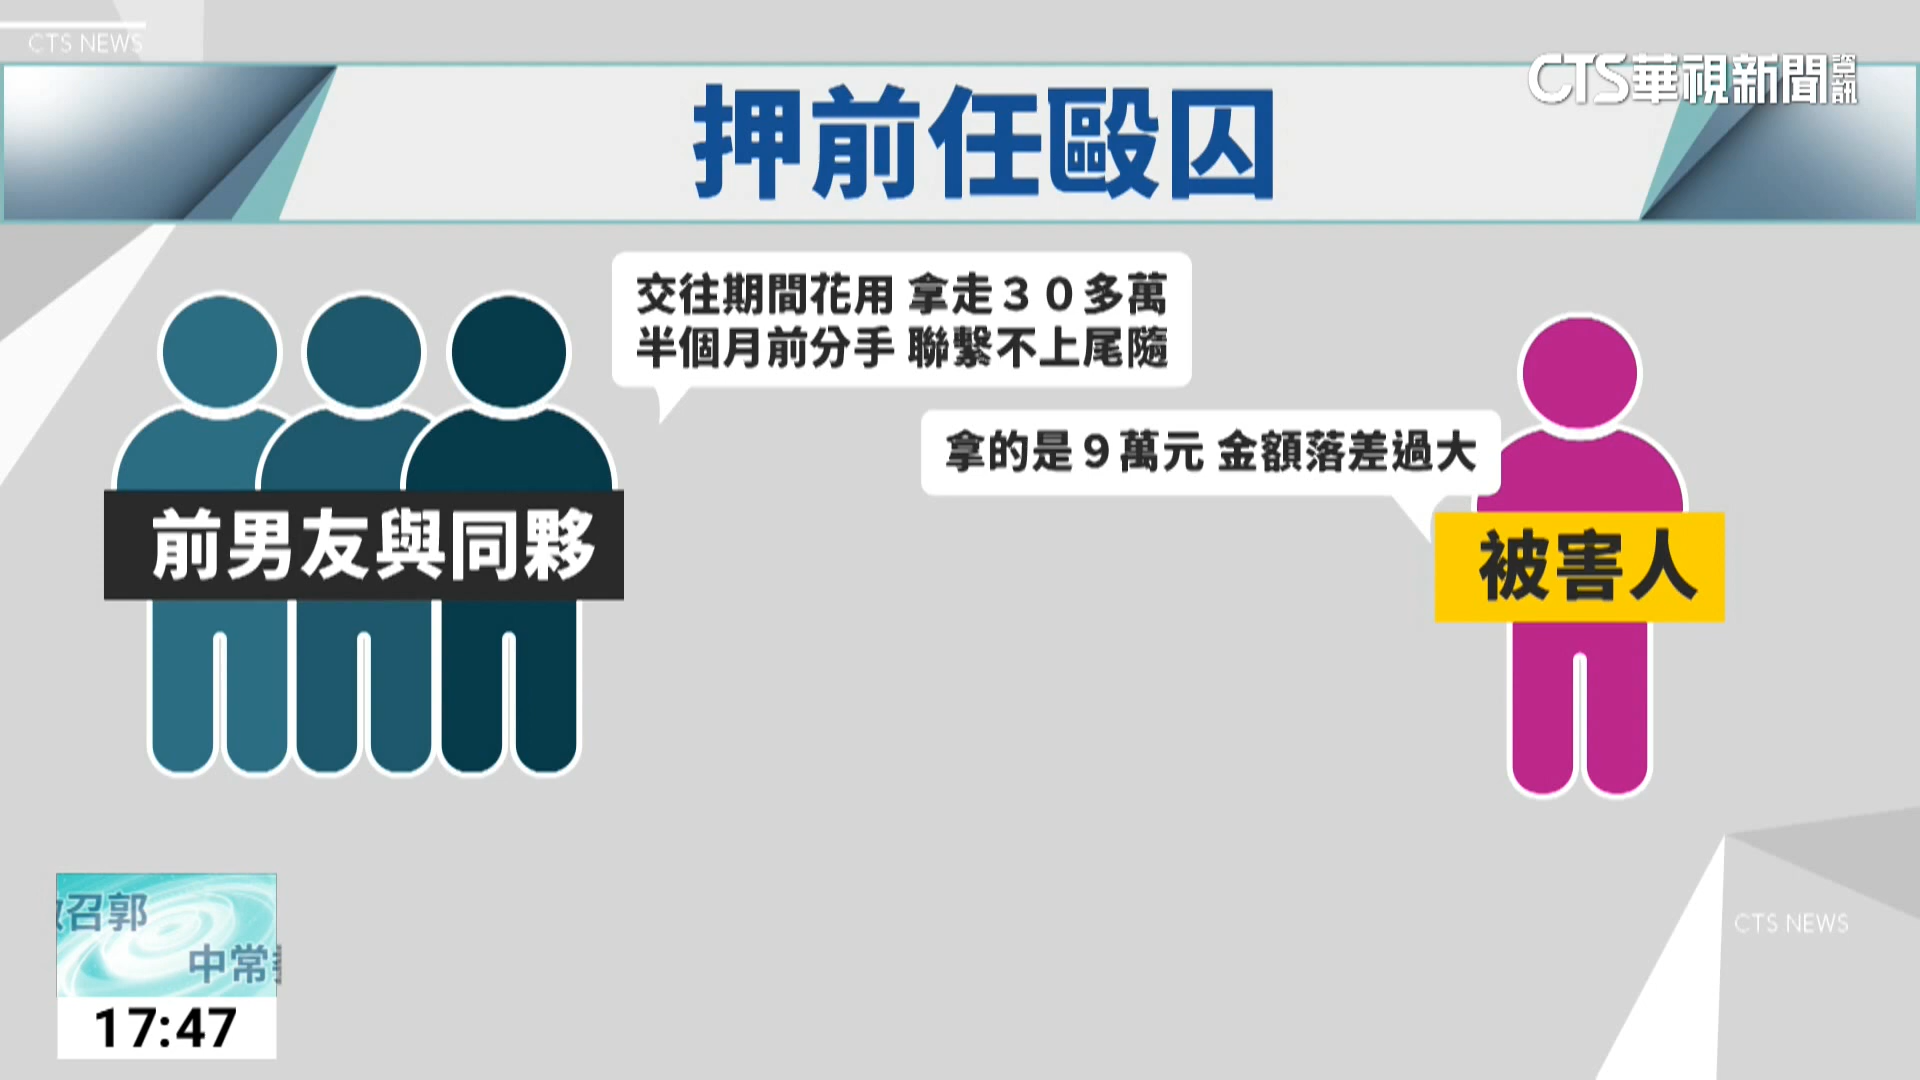 CTS NEWS
CTS華視新聞資訊
押前任毆囚
交往期間花用 拿走３０多萬
半個月前分手 聯繫不上尾隨
拿的是９萬元 金額落差過大
前男友與同夥
被害人
召郭
中常
17:47
CTS NEWS